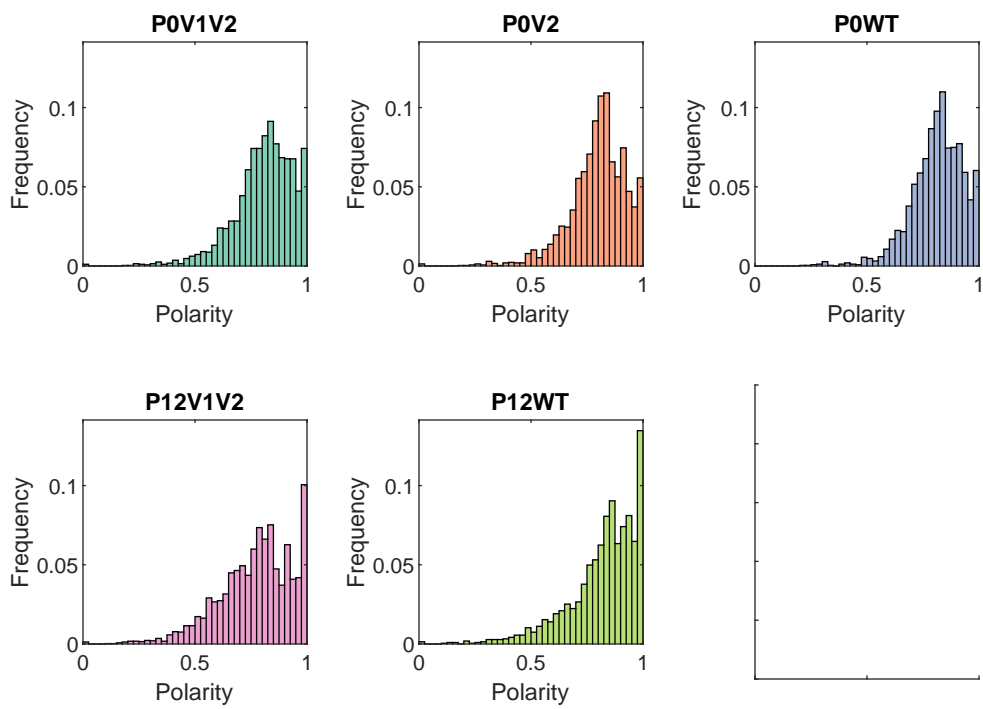 P0V1V2
0.1
0.05
0
Frequency
0 0.5 1
Polarity
P0V2
0.1
0.05
0
Frequency
0 0.5 1
Polarity
P0WT
0.1
0.05
0
Frequency
0 0.5 1
Polarity
P12V1V2
0.1
0.05
0
Frequency
0 0.5 1
Polarity
P12WT
0.1
0.05
0
Frequency
0 0.5 1
Polarity